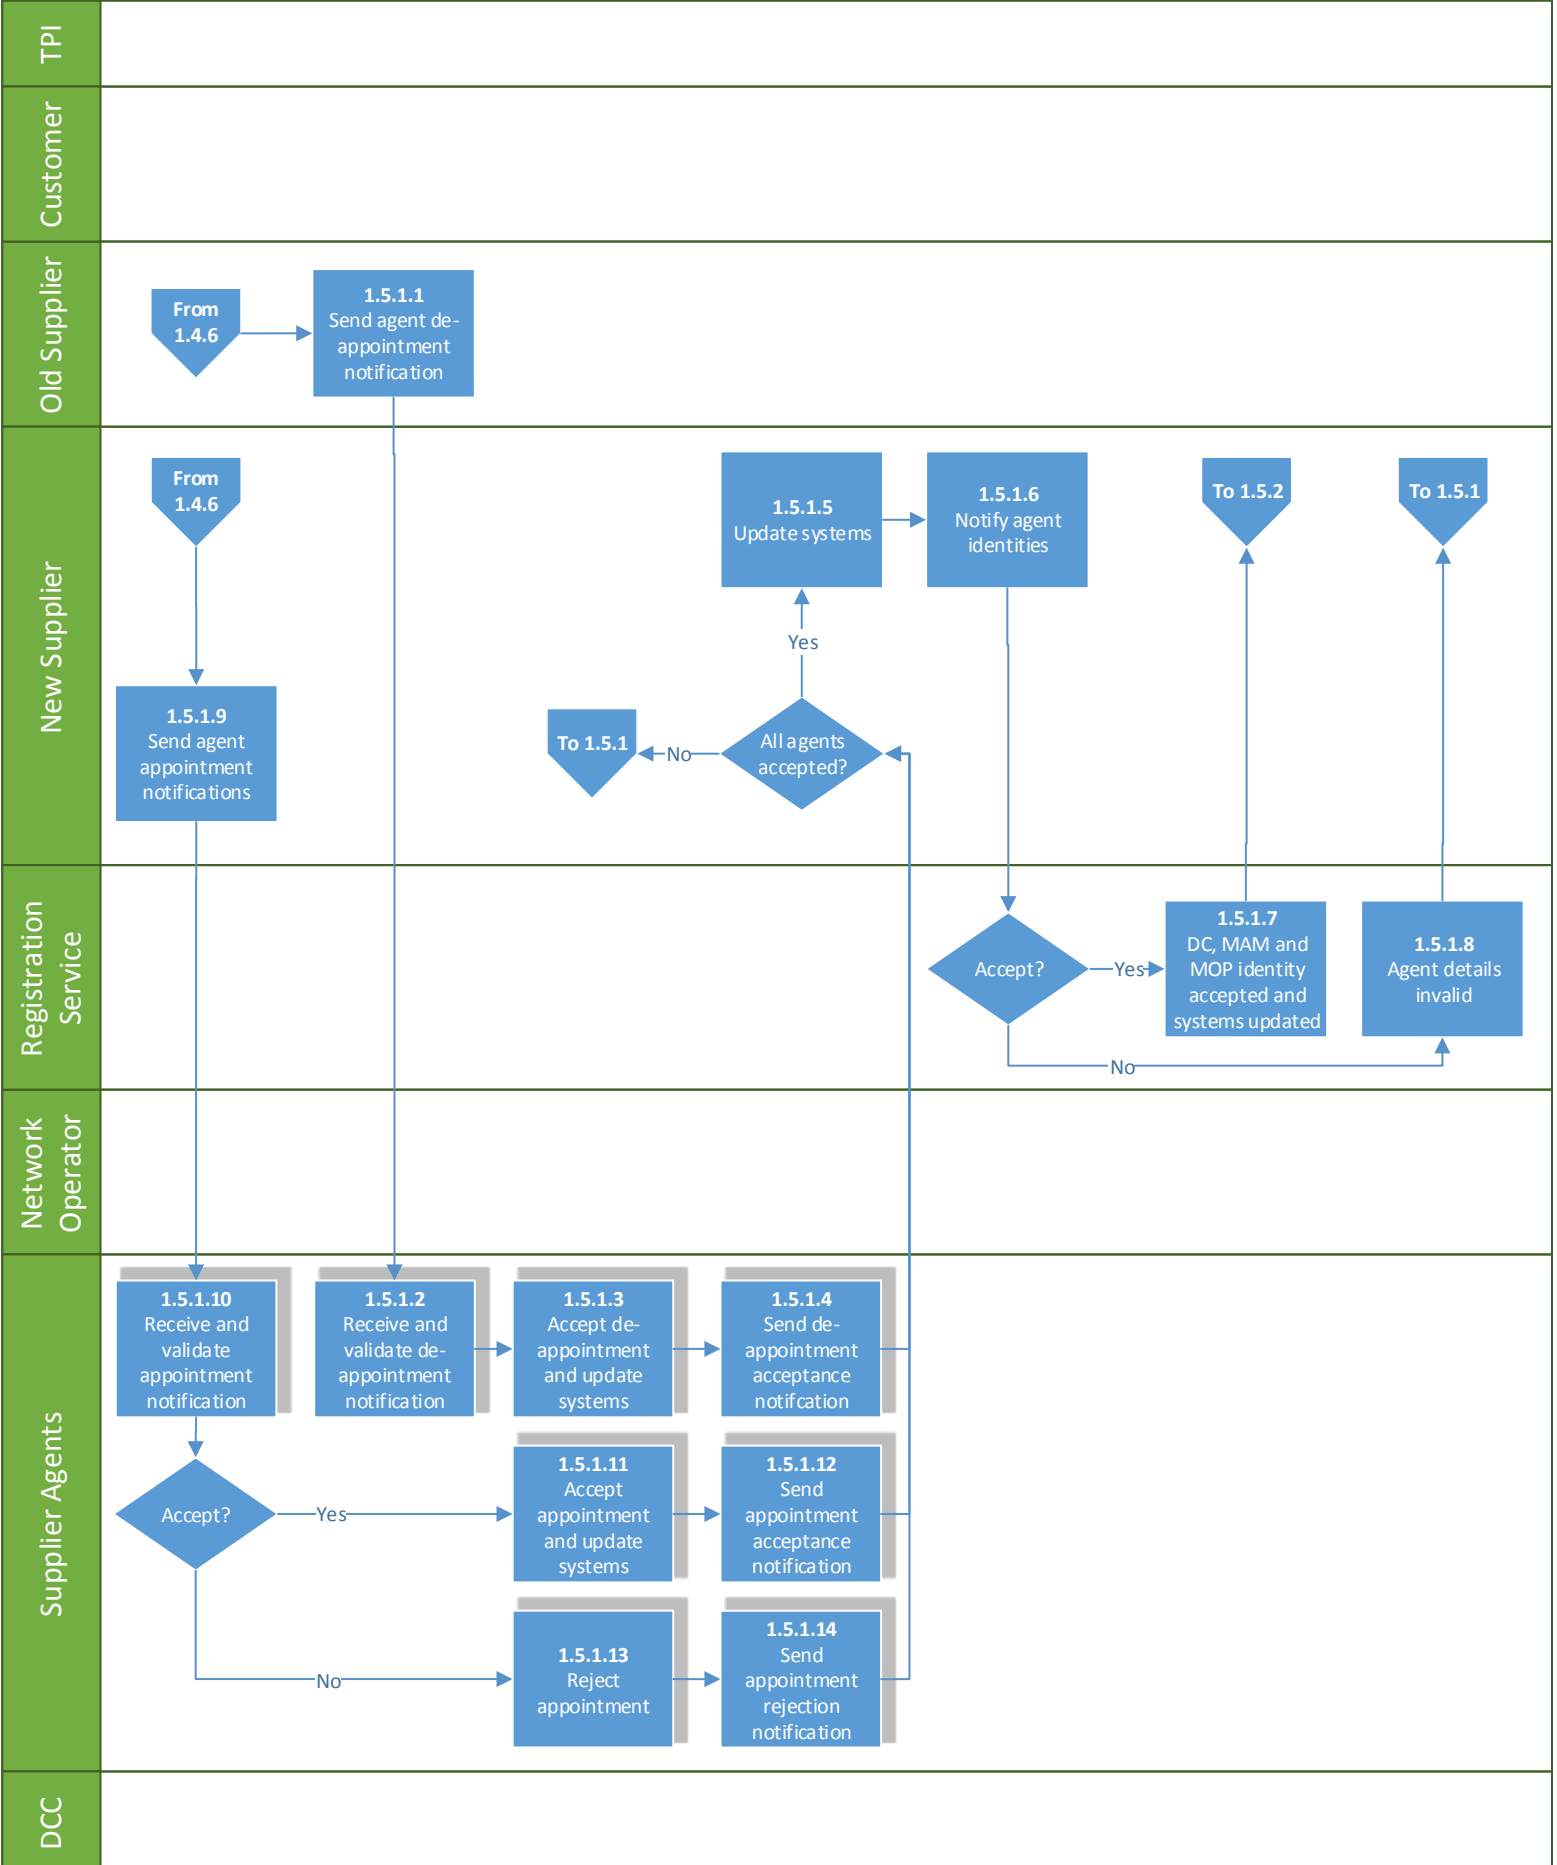 TPI
Customer
Old Supplier
From
1.4.6
1.5.1.1
Send agent de-
appointment
notification
New Supplier
From
1.4.6
1.5.1.5
Update systems
1.5.1.6
Notify agent
identities
To 1.5.2
To 1.5.1
Yes
1.5.1.9
Send agent
appointment
notifications
To 1.5.1
No
All agents
accepted?
Registration
Service
Accept?
Yes
1.5.1.7
DC, MAM and
MOP identity
accepted and
systems updated
1.5.1.8
Agent details
invalid
No
Network
Operator
Supplier Agents
1.5.1.10
Receive and
validate
appointment
notification
1.5.1.2
Receive and
validate de-
appointment
notification
1.5.1.3
Accept de-
appointment
and update
systems
1.5.1.4
Send de-
appointment
acceptance
notifcation
Accept?
Yes
1.5.1.11
Accept
appointment
and update
systems
1.5.1.12
Send
appointment
acceptance
notification
No
1.5.1.13
Reject
appointment
1.5.1.14
Send
appointment
rejection
notification
DCC